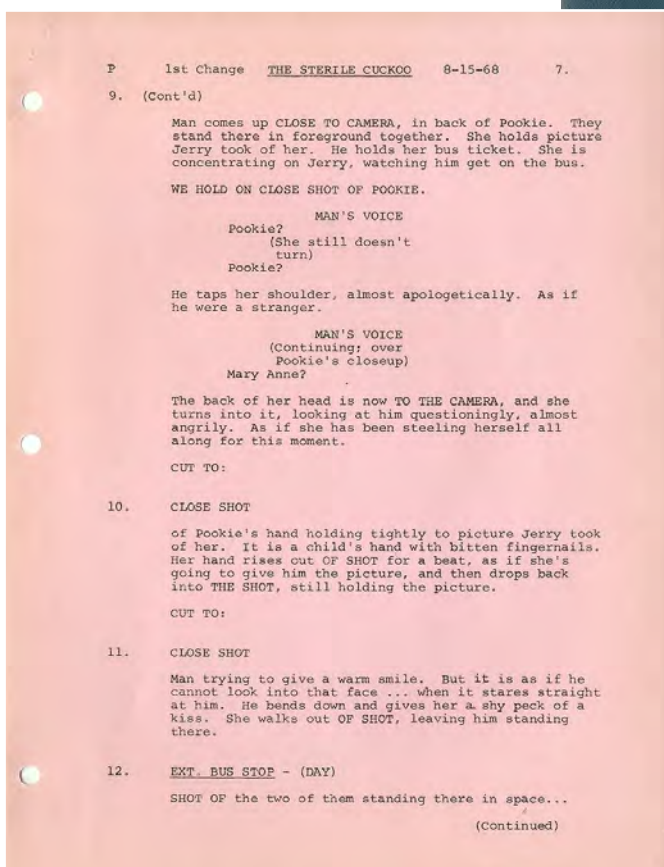 P 1st Change THE STERILE CUCKOO 8-15-68 7.
9. (Cont'd)
Man comes up CLOSE TO CAMERA, in back of Pookie. They
stand there in foreground together. She holds picture
Jerry took of her. He holds her bus ticket. She is
concentrating on Jerry, watching him get on the bus.
WE HOLD ON CLOSE SHOT OF POOKIE.
MAN'S VOICE
Pookie?
(She still doesn't
turn)
Pookie?
He taps her shoulder, almost apologetically. As if
he were a stranger.
MAN'S VOICE
(Continuing; over
Pookie's closeup)
Mary Anne?
The back of her head is now TO THE CAMERA, and she
turns into it, looking at him questioningly, almost
angrily. As if she has been steeling herself all
along for this moment.
CUT TO:
10. CLOSE SHOT
of Pookie's hand holding tightly to picture Jerry took
of her. It is a child's hand with bitten fingernails.
Her hand rises out OF SHOT for a beat, as if she's
going to give him the picture, and then drops back
into THE SHOT, still holding the picture.
CUT TO:
11. CLOSE SHOT
Man trying to give a warm smile. But it is as if he
cannot look into that face ... when it stares straight
at him. He bends down and gives her a shy peck of a
kiss. She walks out OF SHOT, leaving him standing
there.
12. EXT. BUS STOP - (DAY)
SHOT OF the two of them standing there in space...
(Continued)